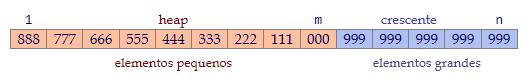 1 heap m crescente n
888 777 666 555 444 333 222 111 000 999 999 999 999 999
elementos pequenos elementos grandes